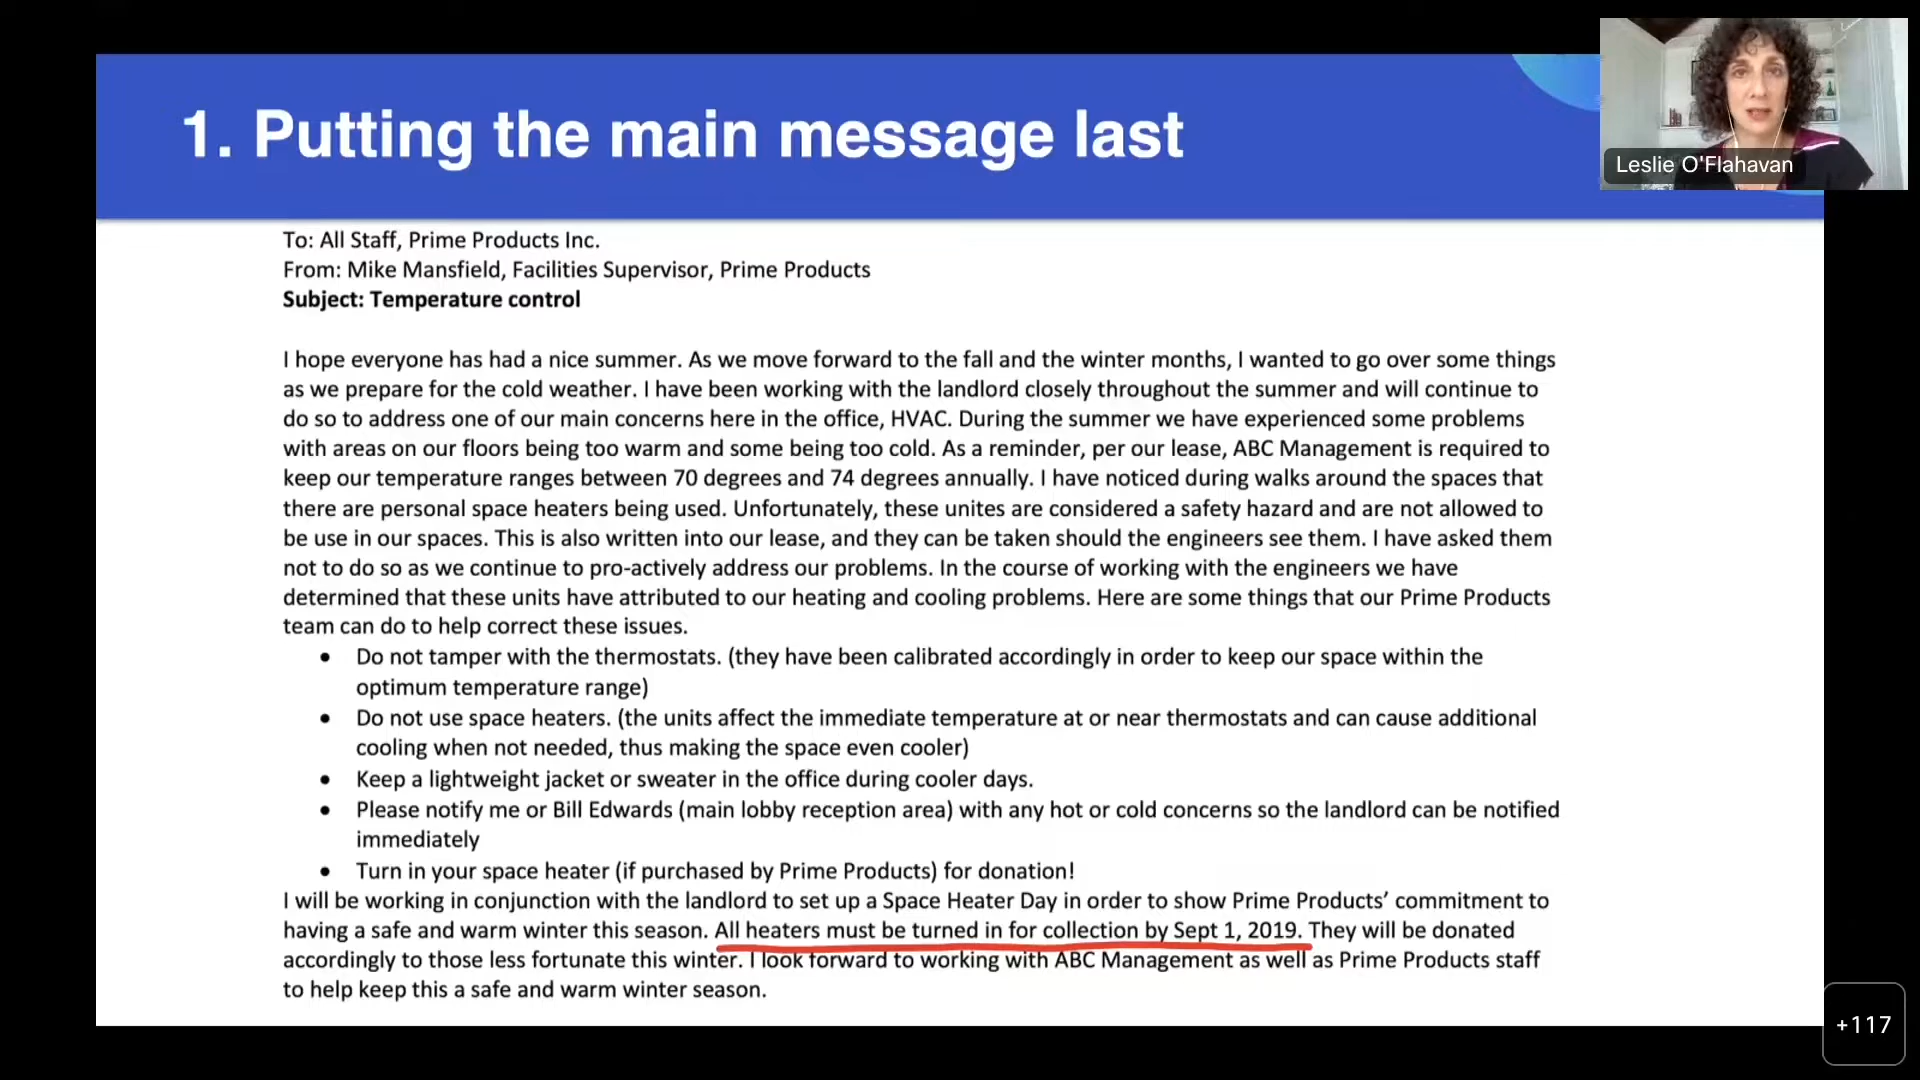 1. Putting the main message last
Leslie O'Flahavan
To: All Staff, Prime Products Inc.
From: Mike Mansfield, Facilities Supervisor, Prime Products
Subject: Temperature control
I hope everyone has had a nice summer. As we move forward to the fall and the winter months, I wanted to go over some things
as we prepare for the cold weather. I have been working with the landlord closely throughout the summer and will continue to
do so to address one of our main concerns here in the office, HVAC. During the summer we have experienced some problems
with areas on our floors being too warm and some being too cold. As a reminder, per our lease, ABC Management is required to
keep our temperature ranges between 70 degrees and 74 degrees annually. I have noticed during walks around the spaces that
there are personal space heaters being used. Unfortunately, these unites are considered a safety hazard and are not allowed to
be use in our spaces. This is also written into our lease, and they can be taken should the engineers see them. I have asked them
not to do so as we continue to pro-actively address our problems. In the course of working with the engineers we have
determined that these units have attributed to our heating and cooling problems. Here are some things that our Prime Products
team can do to help correct these issues.
• Do not tamper with the thermostats. (they have been calibrated accordingly in order to keep our space within the
optimum temperature range)
• Do not use space heaters. (the units affect the immediate temperature at or near thermostats and can cause additional
cooling when not needed, thus making the space even cooler)
• Keep a lightweight jacket or sweater in the office during cooler days.
• Please notify me or Bill Edwards (main lobby reception area) with any hot or cold concerns so the landlord can be notified
immediately
• Turn in your space heater (if purchased by Prime Products) for donation!
I will be working in conjunction with the landlord to set up a Space Heater Day in order to show Prime Products’ commitment to
having a safe and warm winter this season. All heaters must be turned in for collection by Sept 1, 2019. They will be donated
accordingly to those less fortunate this winter. I look forward to working with ABC Management as well as Prime Products staff
to help keep this a safe and warm winter season.
+117